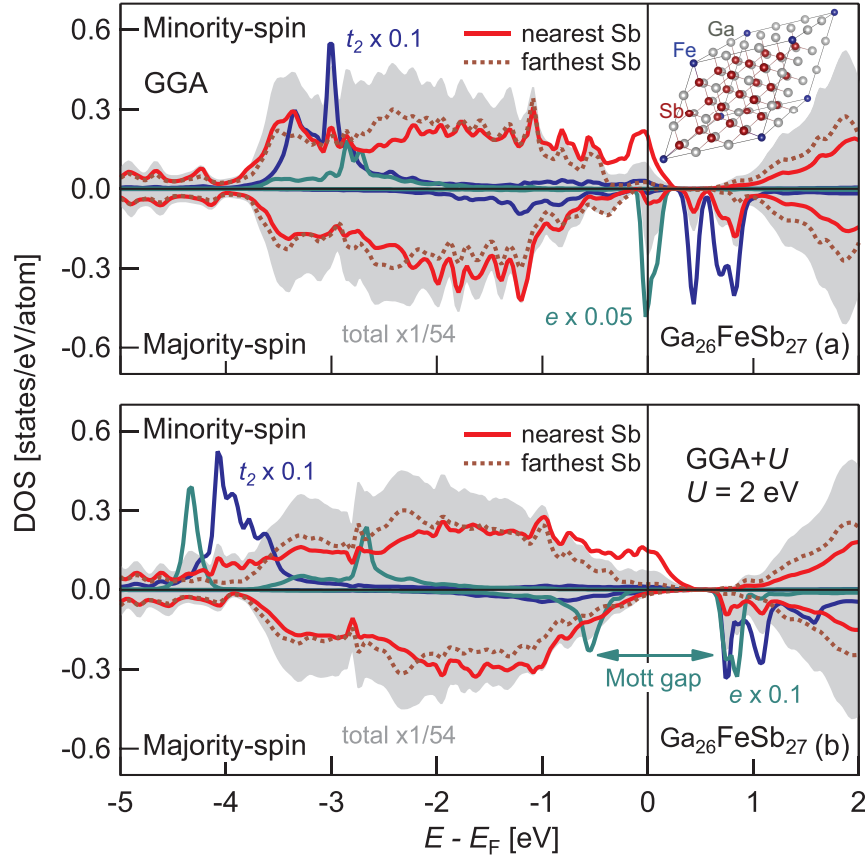 DOS [states/eV/atom]
0.6
0.3
0.0
-0.3
-0.6
Minority-spin
GGA
t₂ x 0.1
nearest Sb
farthest Sb
Ga
Fe
Sb
e x 0.05
total x1/54
Majority-spin
Ga₂₆FeSb₂₇ (a)
0.6
0.3
0.0
-0.3
-0.6
Minority-spin
t₂ x 0.1
nearest Sb
farthest Sb
GGA+U
U = 2 eV
Mott gap
e x 0.1
total x1/54
Majority-spin
Ga₂₆FeSb₂₇ (b)
-5 -4 -3 -2 -1 0 1 2
E - E_F [eV]